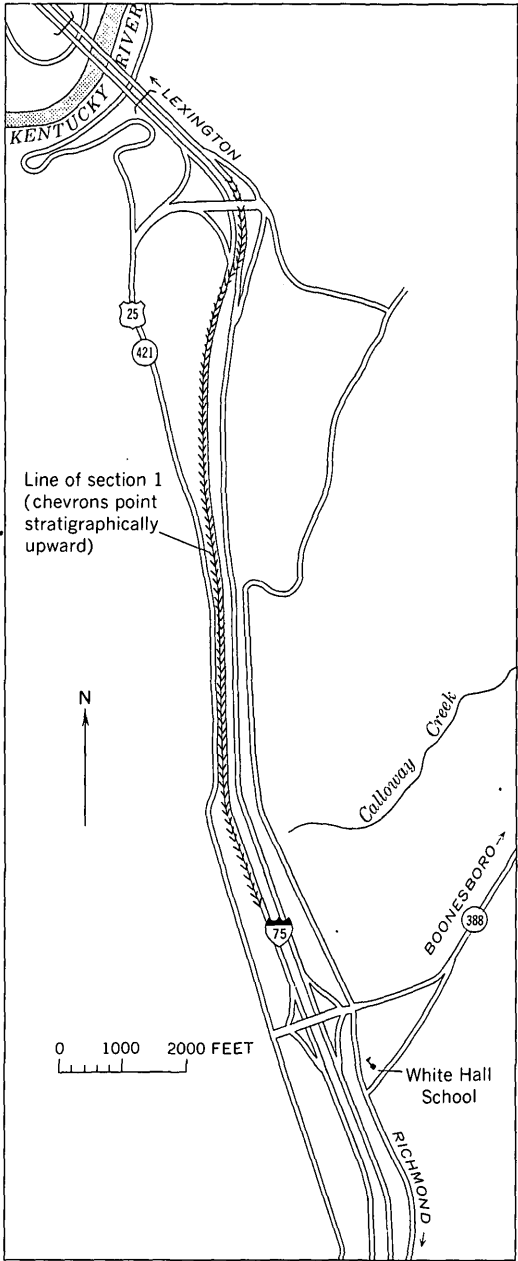 KENTUCKY RIVER
LEXINGTON
25
421
Line of section 1
(chevrons point
stratigraphically
upward)
N
Calloway Creek
BOONESBORO
388
75
0 1000 2000 FEET
White Hall
School
RICHMOND